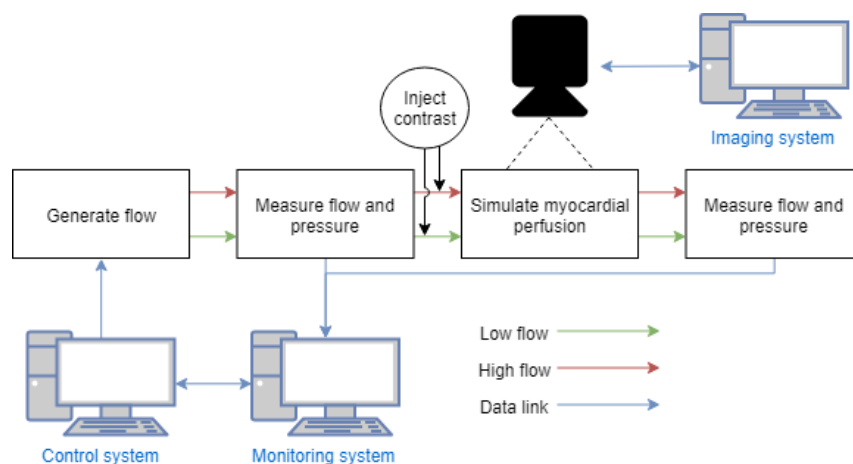 Inject
contrast
Imaging system
Generate flow
Measure flow and
pressure
Simulate myocardial
perfusion
Measure flow and
pressure
Low flow
High flow
Data link
Control system
Monitoring system